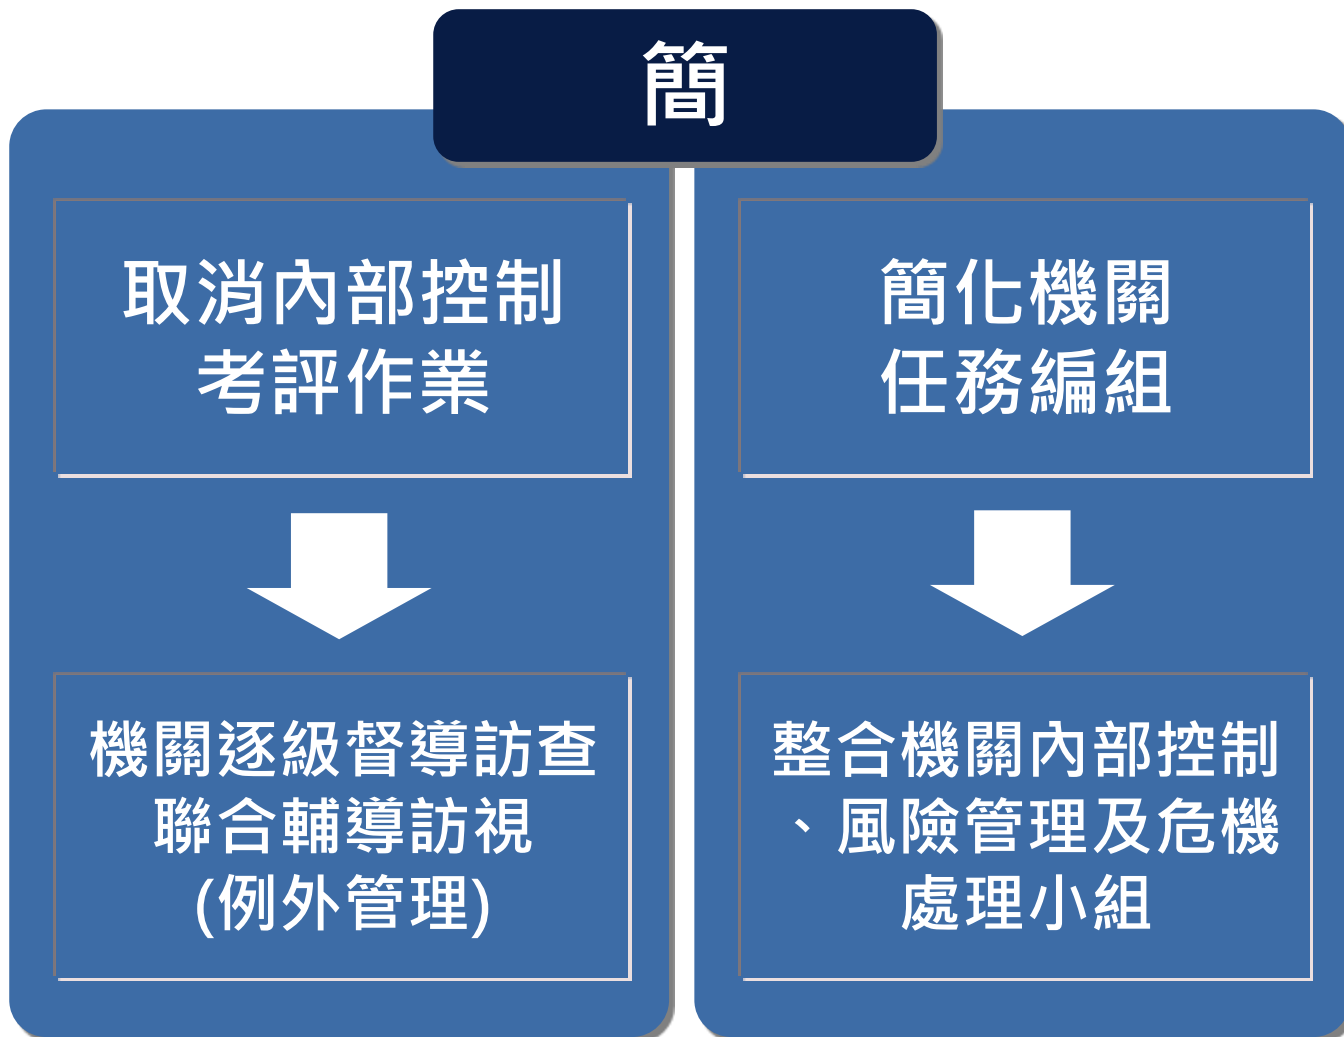 簡
取消內部控制
考評作業
機關逐級督導訪查
聯合輔導訪視
(例外管理)
簡化機關
任務編組
整合機關內部控制
、風險管理及危機
處理小組